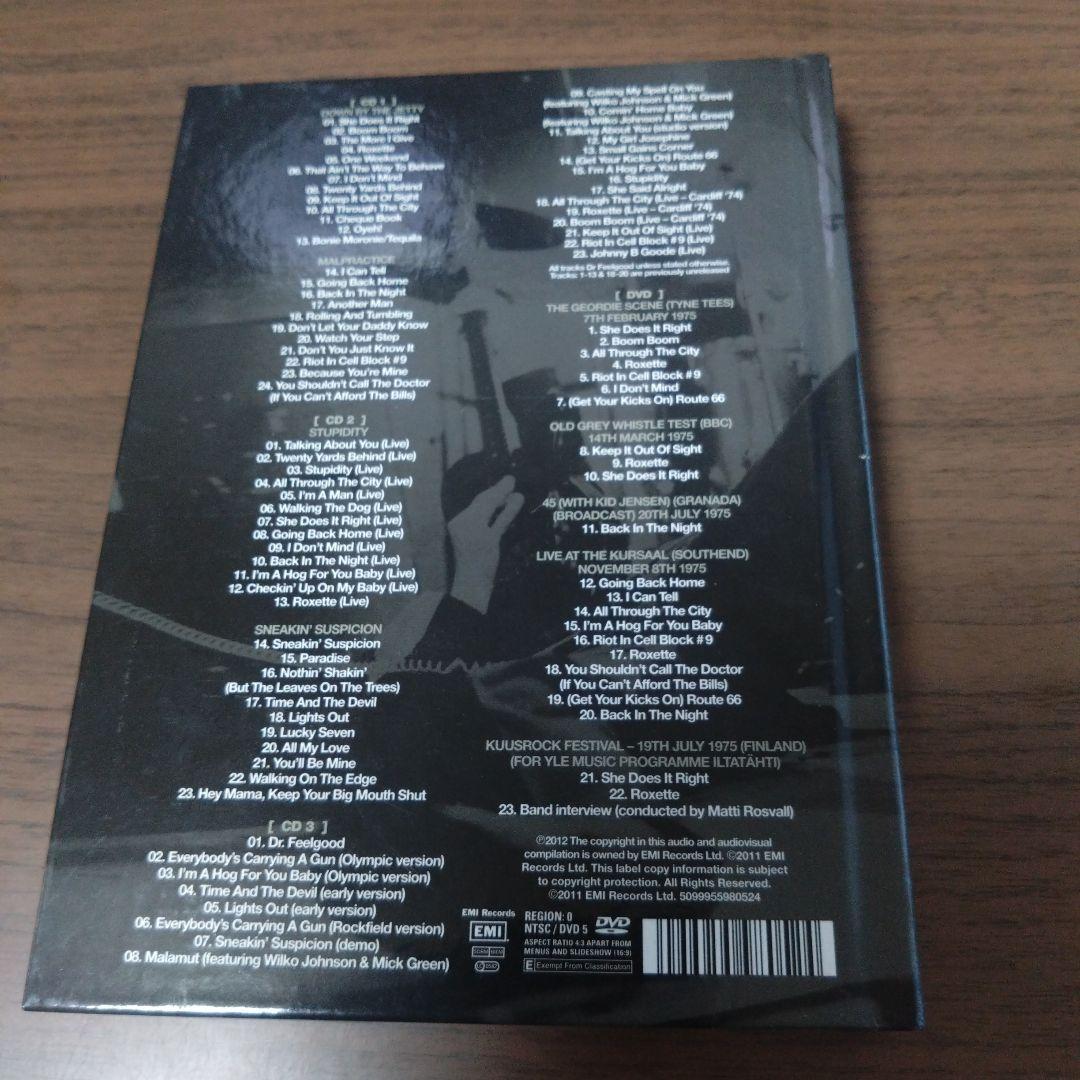 [ CD 1 ]
DOWN BY THE JETTY
01. She Does It Right
02. Boom Boom
03. The More I Give
04. Roxette
05. One Weekend
06. That Ain't The Way To Behave
07. I Don't Mind
08. Twenty Yards Behind
09. Keep It Out Of Sight
10. All Through The City
11. Cheque Book
12. Oyeh!
13. Bonie Moronie/Tequila
MALPRACTICE
14. I Can Tell
15. Going Back Home
16. Back In The Night
17. Another Man
18. Rolling And Tumbling
19. Don't Let Your Daddy Know
20. Watch Your Step
21. Don't You Just Know It
22. Riot In Cell Block #9
23. Because You're Mine
24. You Shouldn't Call The Doctor
(If You Can't Afford The Bills)
[ CD 2 ]
STUPIDITY
01. Talking About You (Live)
02. Twenty Yards Behind (Live)
03. Stupidity (Live)
04. All Through The City (Live)
05. I'm A Man (Live)
06. Walking The Dog (Live)
07. She Does It Right (Live)
08. Going Back Home (Live)
09. I Don't Mind (Live)
10. Back In The Night (Live)
11. I'm A Hog For You Baby (Live)
12. Checkin' Up On My Baby (Live)
13. Roxette (Live)
SNEAKIN' SUSPICION
14. Sneakin' Suspicion
15. Paradise
16. Nothin' Shakin'
(But The Leaves On The Trees)
17. Time And The Devil
18. Lights Out
19. Lucky Seven
20. All My Love
21. You'll Be Mine
22. Walking On The Edge
23. Hey Mama, Keep Your Big Mouth Shut
[ CD 3 ]
01. Dr. Feelgood
02. Everybody's Carrying A Gun (Olympic version)
03. I'm A Hog For You Baby (Olympic version)
04. Time And The Devil (early version)
05. Lights Out (early version)
06. Everybody's Carrying A Gun (Rockfield version)
07. Sneakin' Suspicion (demo)
08. Malamut (featuring Wilko Johnson & Mick Green)
09. Casting My Spell On You
(featuring Wilko Johnson & Mick Green)
10. Comin' Home Baby
(featuring Wilko Johnson & Mick Green)
11. Talking About You (studio version)
12. My Girl Josephine
13. Small Gains Corner
14. (Get Your Kicks On) Route 66
15. I'm A Hog For You Baby
16. Stupidity
17. She Said Alright
18. All Through The City (Live – Cardiff '74)
19. Roxette (Live – Cardiff '74)
20. Boom Boom (Live – Cardiff '74)
21. Keep It Out Of Sight (Live)
22. Riot In Cell Block #9 (Live)
23. Johnny B Goode (Live)
All tracks Dr Feelgood unless stated otherwise.
Tracks: 1-13 & 18-20 are previously unreleased
[ DVD ]
THE GEORDIE SCENE (TYNE TEES)
7TH FEBRUARY 1975
1. She Does It Right
2. Boom Boom
3. All Through The City
4. Roxette
5. Riot In Cell Block #9
6. I Don't Mind
7. (Get Your Kicks On) Route 66
OLD GREY WHISTLE TEST (BBC)
14TH MARCH 1975
8. Keep It Out Of Sight
9. Roxette
10. She Does It Right
45 (WITH KID JENSEN) (GRANADA)
(BROADCAST) 20TH JULY 1975
11. Back In The Night
LIVE AT THE KURSAAL (SOUTHEND)
NOVEMBER 8TH 1975
12. Going Back Home
13. I Can Tell
14. All Through The City
15. I'm A Hog For You Baby
16. Riot In Cell Block #9
17. Roxette
18. You Shouldn't Call The Doctor
(If You Can't Afford The Bills)
19. (Get Your Kicks On) Route 66
20. Back In The Night
KUUSROCK FESTIVAL – 19TH JULY 1975 (FINLAND)
(FOR YLE MUSIC PROGRAMME ILTATÄHTI)
21. She Does It Right
22. Roxette
23. Band interview (conducted by Matti Rosvall)
℗2012 The copyright in this audio and audiovisual
compilation is owned by EMI Records Ltd. ©2011 EMI
Records Ltd. This label copy information is subject
to copyright protection. All Rights Reserved.
©2011 EMI Records Ltd. 5099955980524
EMI Records
EMI
REGION: 0
NTSC / DVD 5
DVD
ASPECT RATIO 4:3 APART FROM
MENUS AND SLIDESHOW (16:9)
E Exempt From Classification